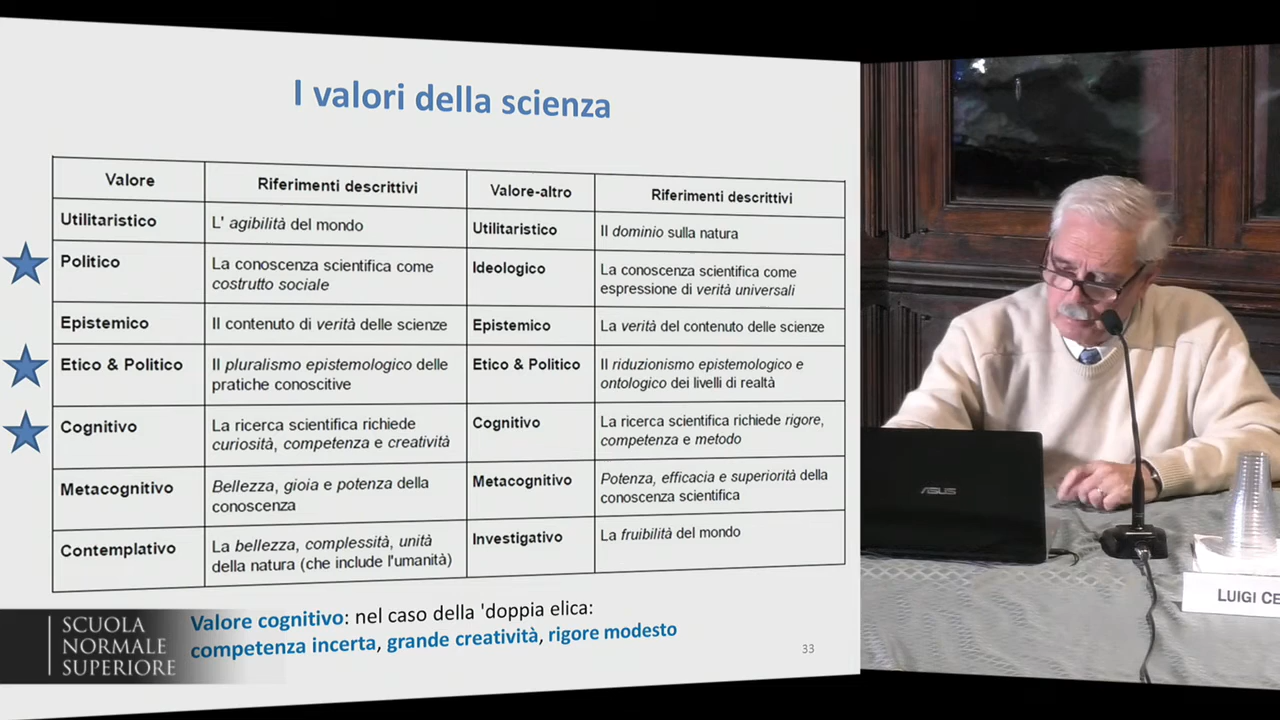 I valori della scienza
Valore
Riferimenti descrittivi
Valore-altro
Riferimenti descrittivi
Utilitaristico
L' agibilità del mondo
Utilitaristico
Il dominio sulla natura
Politico
La conoscenza scientifica come
costrutto sociale
Ideologico
La conoscenza scientifica come
espressione di verità universali
Epistemico
Il contenuto di verità delle scienze
Epistemico
La verità del contenuto delle scienze
Etico & Politico
Il pluralismo epistemologico delle
pratiche conoscitive
Etico & Politico
Il riduzionismo epistemologico e
ontologico dei livelli di realtà
Cognitivo
La ricerca scientifica richiede
curiosità, competenza e creatività
Cognitivo
La ricerca scientifica richiede rigore,
competenza e metodo
Metacognitivo
Bellezza, gioia e potenza della
conoscenza
Metacognitivo
Potenza, efficacia e superiorità della
conoscenza scientifica
Contemplativo
La bellezza, complessità, unità
della natura (che include l'umanità)
Investigativo
La fruibilità del mondo
Valore cognitivo: nel caso della 'doppia elica:
competenza incerta, grande creatività, rigore modesto
33
SCUOLA
NORMALE
SUPERIORE
ASUS
LUIGI CE